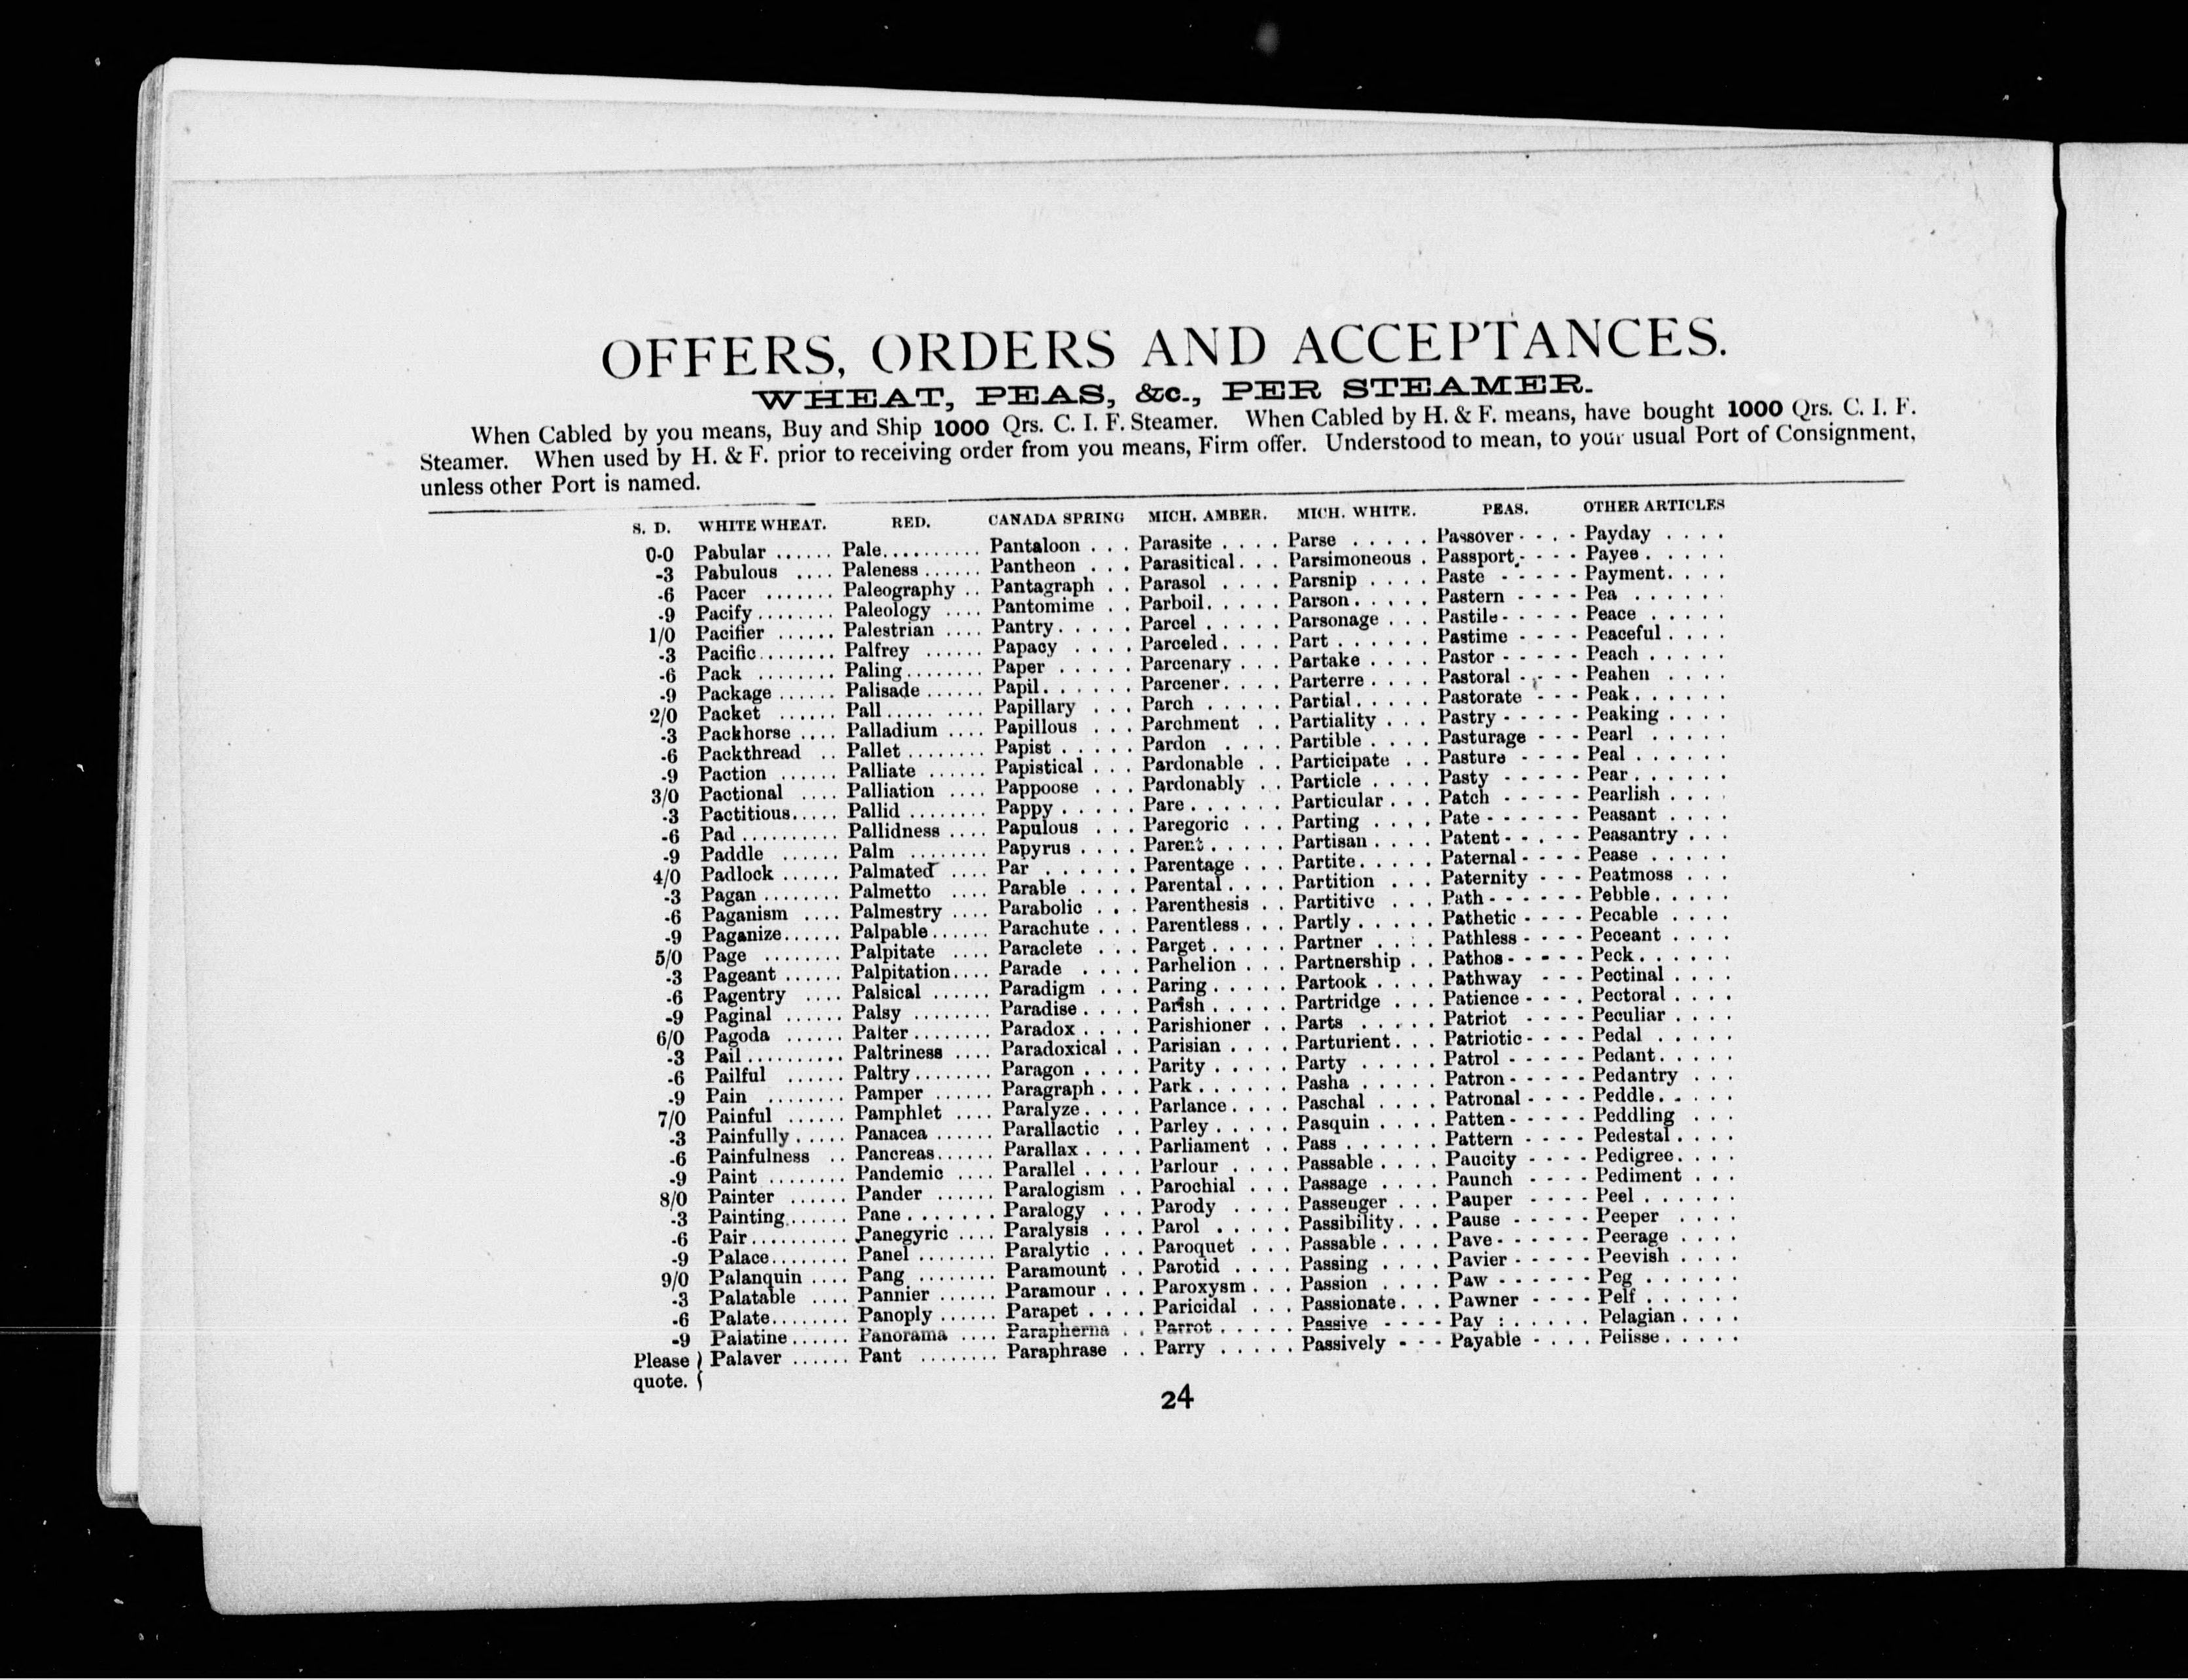 OFFERS, ORDERS AND ACCEPTANCES.
WHEAT, PEAS, &c., PER STEAMER.
When Cabled by you means, Buy and Ship 1000 Qrs. C. I. F. Steamer. When Cabled by H. & F. means, have bought 1000 Qrs. C. I. F.
Steamer. When used by H. & F. prior to receiving order from you means, Firm offer. Understood to mean, to your usual Port of Consignment,
unless other Port is named.
S. D. WHITE WHEAT. RED. CANADA SPRING MICH. AMBER. MICH. WHITE. PEAS. OTHER ARTICLES
0-0 Pabular ...... Pale.......... Pantaloon . . . Parasite . . . . Parse . . . . . Passover - - . - Payday . . . .
-3 Pabulous .... Paleness ...... Pantheon . . . Parasitical . . . Parsimoneous . Passport - - - - Payee . . . . .
-6 Pacer ....... Paleography .. Pantagraph . . Parasol . . . . Parsnip . . . . Paste - - - - - Payment . . . .
-9 Pacify ........ Paleology .... Pantomime . . Parboil . . . . . Parson . . . . . Pastern - - - - Pea . . . . . .
1/0 Pacifier ...... Palestrian .... Pantry . . . . . Parcel . . . . . Parsonage . . . Pastile - - - - - Peace . . . . .
-3 Pacific ........ Palfrey ...... Papacy . . . . Parceled . . . . Part . . . . . . Pastime - - - - Peaceful . . . .
-6 Pack ........ Paling ........ Paper . . . . . Parcenary . . . Partake . . . . Pastor - - - - - Peach . . . . .
-9 Package ...... Palisade ...... Papil . . . . . . Parcener . . . . Parterre . . . . Pastoral - - - - Peahen . . . .
2/0 Packet ...... Pall ......... Papillary . . . Parch . . . . . Partial . . . . . Pastorate - - - Peak . . . . . .
-3 Packhorse .... Palladium .... Papillous . . . Parchment . . Partiality . . . Pastry - - - - - Peaking . . . .
-6 Packthread .. Pallet ........ Papist . . . . . Pardon . . . . Partible . . . . Pasturage - - - Pearl . . . . .
-9 Paction ...... Palliate ...... Papistical . . . Pardonable . . Participate . . Pasture - - - - Peal . . . . . .
3/0 Pactional .... Palliation .... Pappoose . . . Pardonably . . Particle . . . . Pasty - - - - - Pear . . . . . .
-3 Pactitious ..... Pallid ........ Pappy . . . . . Pare . . . . . . Particular . . . Patch - - - - - Pearlish . . . .
-6 Pad .......... Pallidness .... Papulous . . . Paregoric . . . Parting . . . . Pate - - - - - - Peasant . . . .
-9 Paddle ...... Palm ........ Papyrus . . . . Parent . . . . . Partisan . . . . Patent - - . - - Peasantry . . .
4/0 Padlock ...... Palmated .... Par . . . . . . Parentage . . . Partite . . . . . Paternal - - - - Pease . . . . .
-3 Pagan ........ Palmetto .... Parable . . . . Parental . . . . Partition . . . Paternity - - - Peatmoss . . .
-6 Paganism .... Palmestry .... Parabolic . . . Parenthesis . . Partitive . . . Path - - - - - - Pebble . . . . .
-9 Paganize ...... Palpable ...... Parachute . . . Parentless . . . Partly . . . . . Pathetic - - - - Pecable . . . .
5/0 Page ........ Palpitate .... Paraclete . . . Parget . . . . . Partner . . . . Pathless - - - - Peceant . . . .
-3 Pageant ...... Palpitation .... Parade . . . . Parhelion . . . Partnership . . Pathos - - - - - Peck . . . . . .
-6 Pagentry .... Palsical ...... Paradigm . . . Paring . . . . . Partook . . . . Pathway - - - Pectinal . . . .
-9 Paginal ...... Palsy ........ Paradise . . . . Parish . . . . . Partridge . . . Patience - - - - Pectoral . . . .
6/0 Pagoda ...... Palter ........ Paradox . . . . Parishioner . . Parts . . . . . Patriot - - - - Peculiar . . . .
-3 Pail .......... Paltriness .... Paradoxical . . Parisian . . . . Parturient . . . Patriotic - - - - Pedal . . . . .
-6 Pailful ...... Paltry ........ Paragon . . . . Parity . . . . . Party . . . . . Patrol - - - - - Pedant . . . . .
-9 Pain ........ Pamper ...... Paragraph . . . Park . . . . . . Pasha . . . . . Patron - - - - - Pedantry . . .
7/0 Painful ...... Pamphlet .... Paralyze . . . . Parlance . . . . Paschal . . . . Patronal - - - - Peddle . . . . .
-3 Painfully ..... Panacea ...... Parallactic . . Parley . . . . . Pasquin . . . . Patten - - - - - Peddling . . .
-6 Painfulness .. Pancreas ...... Parallax . . . . Parliament . . Pass . . . . . . Pattern - - - - Pedestal . . . .
-9 Paint ........ Pandemic .... Parallel . . . . Parlour . . . . Passable . . . . Paucity - - - - Pedigree . . . .
8/0 Painter ...... Pander ...... Paralogism . . Parochial . . . Passage . . . . Paunch - - - - Pediment . . .
-3 Painting ...... Pane ....... Paralogy . . . Parody . . . . Passenger . . . Pauper - - - - Peel . . . . . .
-6 Pair .......... Panegyric .... Paralysis . . . Parol . . . . . Passibility . . . Pause - - - - - Peeper . . . .
-9 Palace ........ Panel ........ Paralytic . . . Paroquet . . . Passable . . . . Pave - - - - - - Peerage . . . .
9/0 Palanquin .... Pang ........ Paramount . . Parotid . . . . Passing . . . . Pavier - - - - - Peevish . . . .
-3 Palatable .... Pannier ...... Paramour . . . Paroxysm . . . Passion . . . . Paw - - - - - - Peg . . . . . .
-6 Palate ........ Panoply ...... Parapet . . . . Paricidal . . . Passionate . . . Pawner - - - - Pelf . . . . . .
-9 Palatine ...... Panorama .... Parapherna . . Parrot . . . . . Passive - - - - Pay : . . . . . Pelagian . . . .
Please } Palaver ...... Pant ........ Paraphrase . . Parry . . . . . Passively - - - Payable - . . . Pelisse . . . . .
quote. {
24